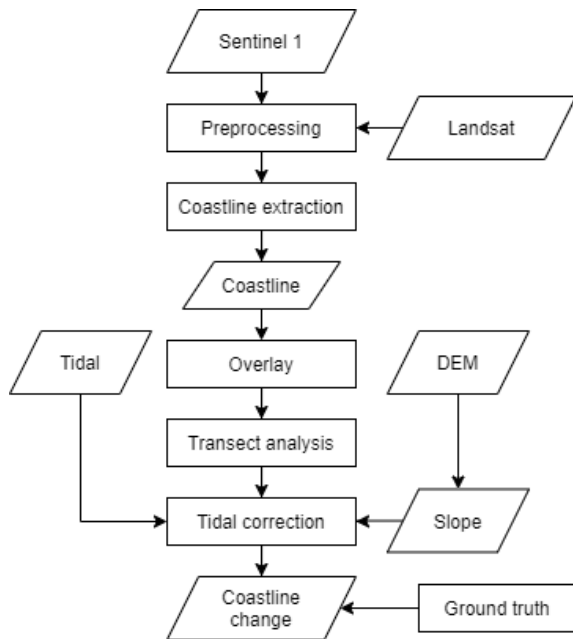 Sentinel 1
Preprocessing
Landsat
Coastline extraction
Coastline
Tidal
Overlay
DEM
Transect analysis
Tidal correction
Slope
Coastline
change
Ground truth